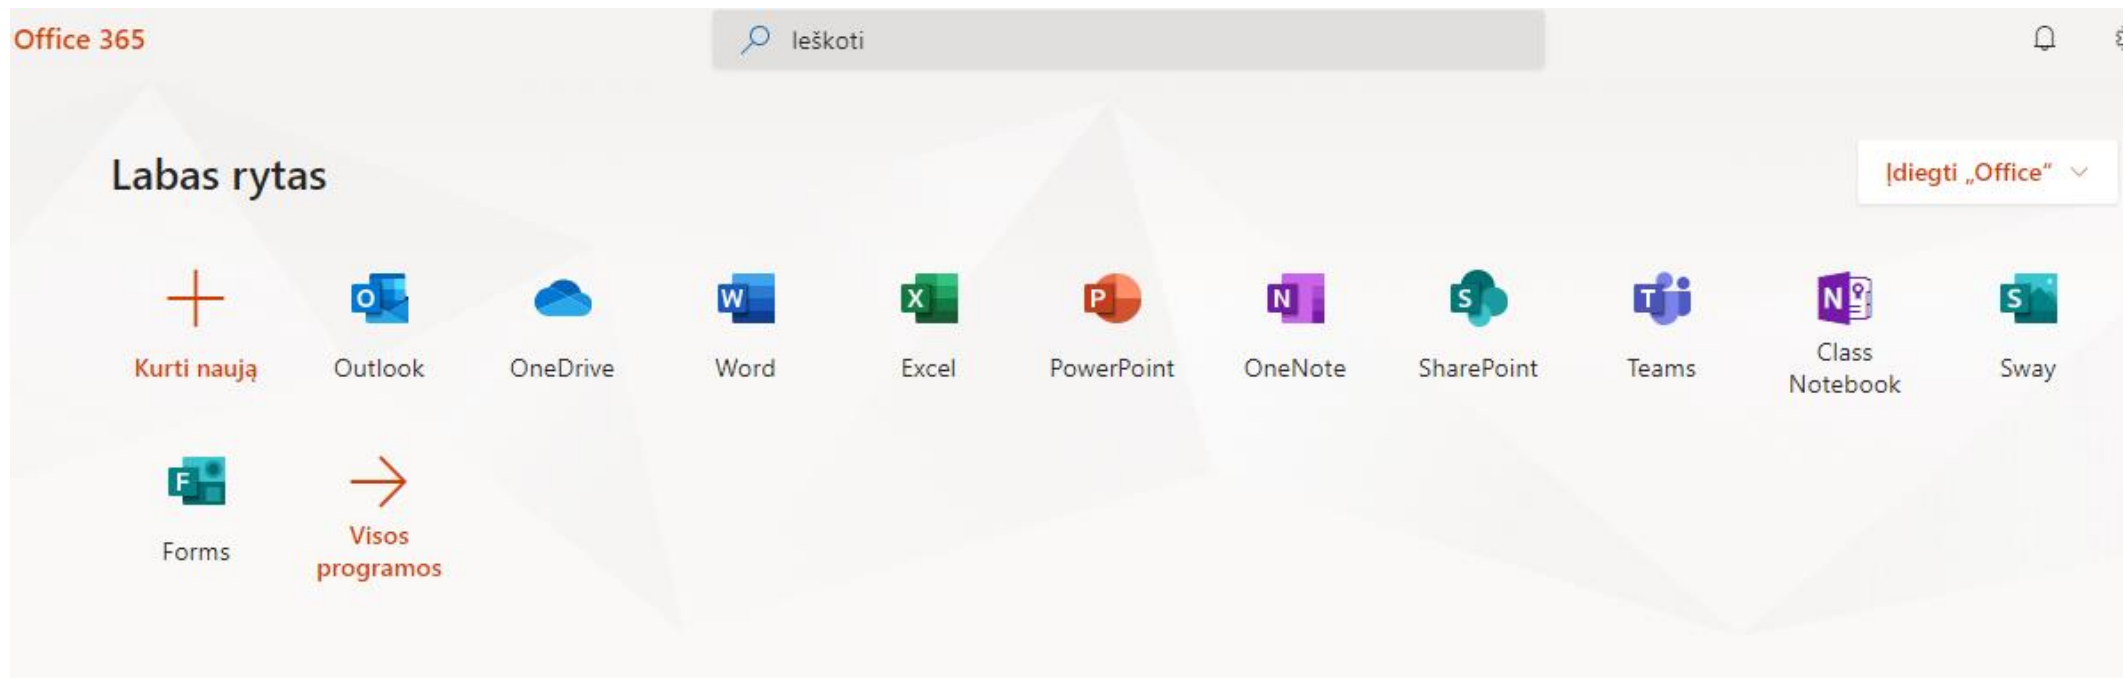 Office 365
Ieškoti
Labas rytas
Įdiegti „Office“
Kurti naują
Outlook
OneDrive
Word
Excel
PowerPoint
OneNote
SharePoint
Teams
Class
Notebook
Sway
Forms
Visos
programos